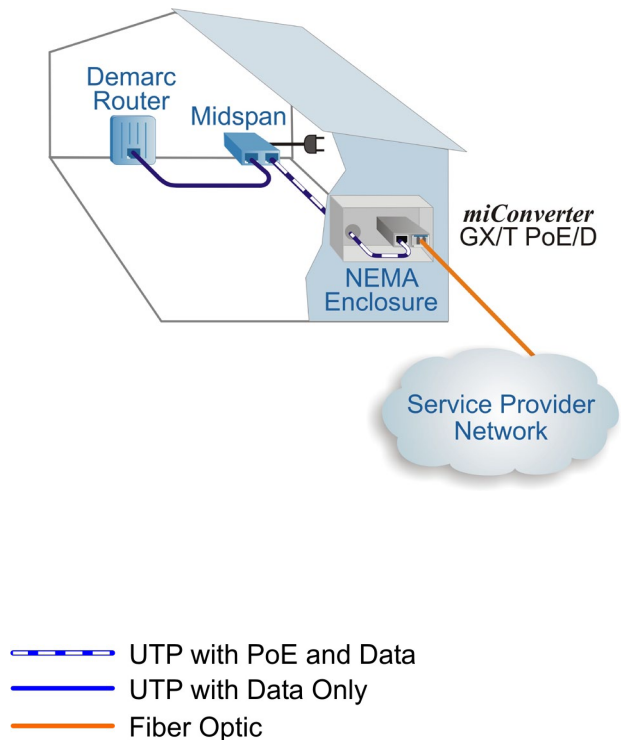 Demarc
Router
Midspan
miConverter
GX/T PoE/D
NEMA
Enclosure
Service Provider
Network
UTP with PoE and Data
UTP with Data Only
Fiber Optic